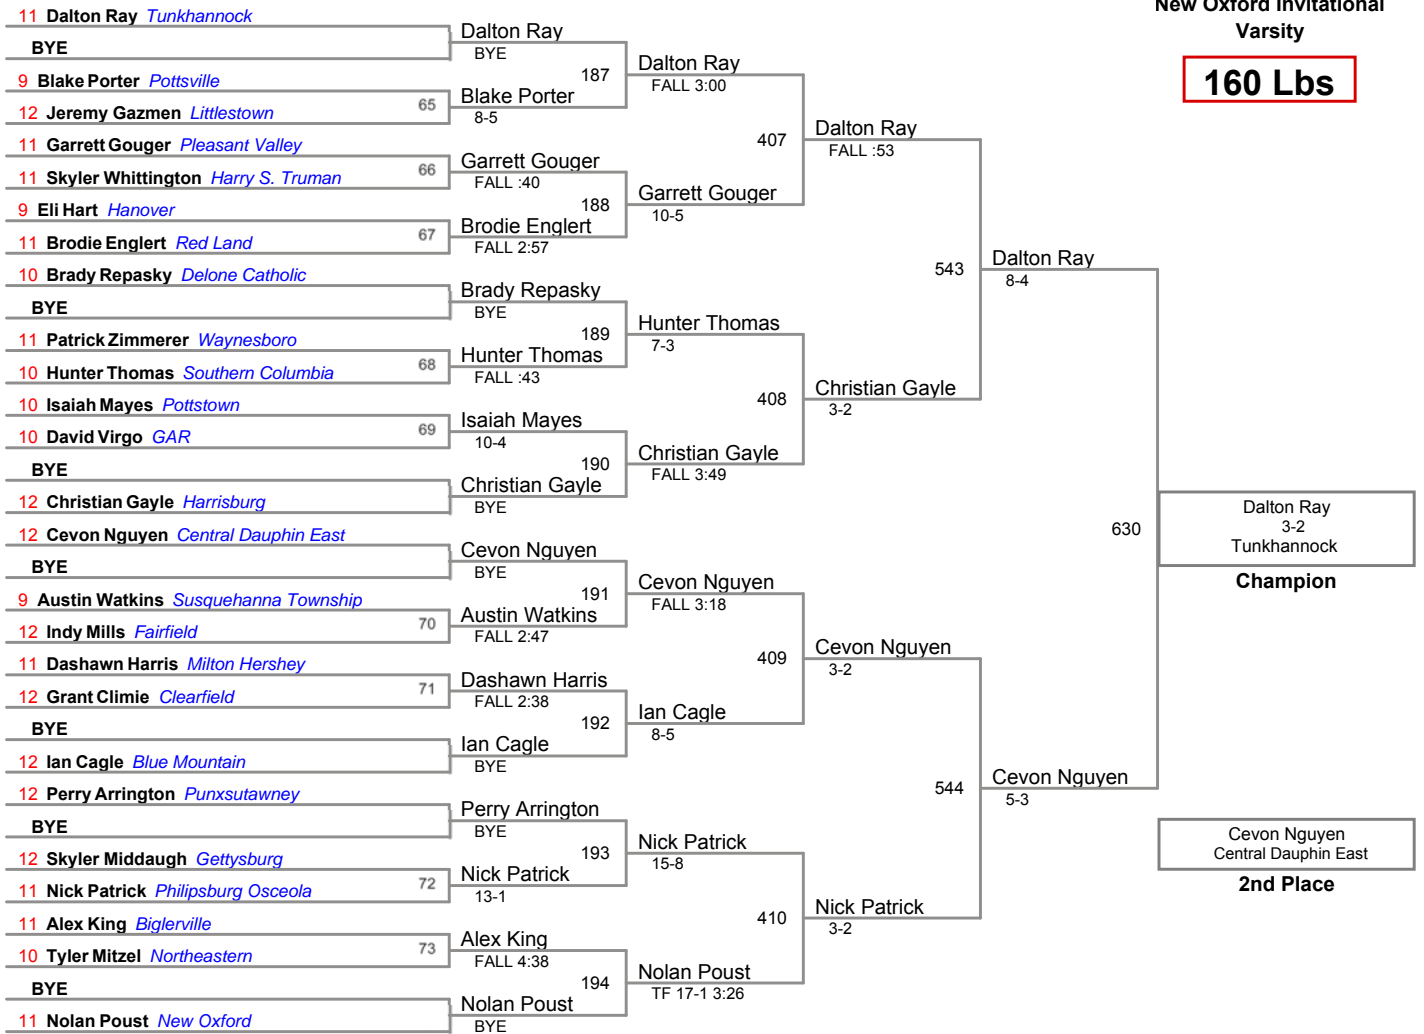 New Oxford Invitational
Varsity
160 Lbs
11 Dalton Ray Tunkhannock
BYE
9 Blake Porter Pottsville
12 Jeremy Gazmen Littlestown
11 Garrett Gouger Pleasant Valley
11 Skyler Whittington Harry S. Truman
9 Eli Hart Hanover
11 Brodie Englert Red Land
10 Brady Repasky Delone Catholic
BYE
11 Patrick Zimmerer Waynesboro
10 Hunter Thomas Southern Columbia
10 Isaiah Mayes Pottstown
10 David Virgo GAR
BYE
12 Christian Gayle Harrisburg
12 Cevon Nguyen Central Dauphin East
BYE
9 Austin Watkins Susquehanna Township
12 Indy Mills Fairfield
11 Dashawn Harris Milton Hershey
12 Grant Climie Clearfield
BYE
12 Ian Cagle Blue Mountain
12 Perry Arrington Punxsutawney
BYE
12 Skyler Middaugh Gettysburg
11 Nick Patrick Philipsburg Osceola
11 Alex King Biglerville
10 Tyler Mitzel Northeastern
BYE
11 Nolan Poust New Oxford
65
66
67
68
69
70
71
72
73
Dalton Ray
BYE
Blake Porter
8-5
Garrett Gouger
FALL :40
Brodie Englert
FALL 2:57
Brady Repasky
BYE
Hunter Thomas
FALL :43
Isaiah Mayes
10-4
Christian Gayle
BYE
Cevon Nguyen
BYE
Austin Watkins
FALL 2:47
Dashawn Harris
FALL 2:38
Ian Cagle
BYE
Perry Arrington
BYE
Nick Patrick
13-1
Alex King
FALL 4:38
Nolan Poust
BYE
187
188
189
190
191
192
193
194
Dalton Ray
FALL 3:00
Garrett Gouger
10-5
Hunter Thomas
7-3
Christian Gayle
FALL 3:49
Cevon Nguyen
FALL 3:18
Ian Cagle
8-5
Nick Patrick
15-8
Nolan Poust
TF 17-1 3:26
407
408
409
410
Dalton Ray
FALL :53
Christian Gayle
3-2
Cevon Nguyen
3-2
Nick Patrick
3-2
543
544
Dalton Ray
8-4
Cevon Nguyen
5-3
630
Dalton Ray
3-2
Tunkhannock
Champion
Cevon Nguyen
Central Dauphin East
2nd Place